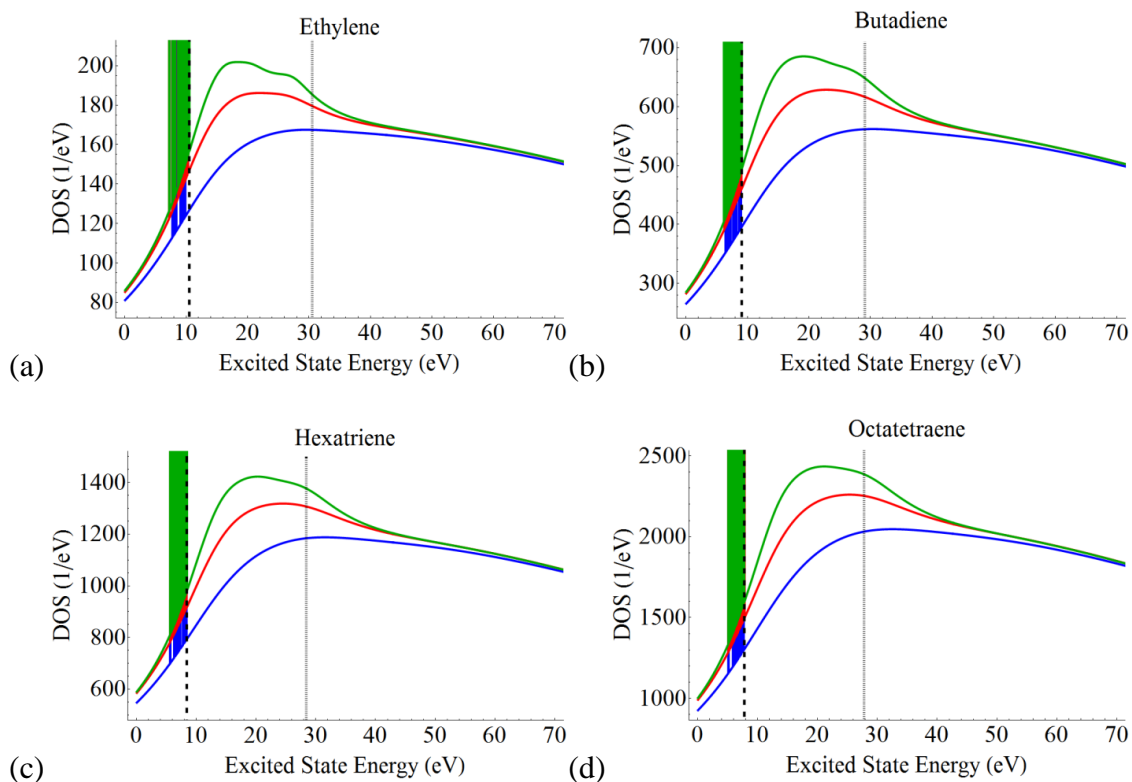 Ethylene
DOS (1/eV)
200
180
160
140
120
100
80
0 10 20 30 40 50 60 70
Excited State Energy (eV)
(a)
Butadiene
DOS (1/eV)
700
600
500
400
300
0 10 20 30 40 50 60 70
Excited State Energy (eV)
(b)
Hexatriene
DOS (1/eV)
1400
1200
1000
800
600
0 10 20 30 40 50 60 70
Excited State Energy (eV)
(c)
Octatetraene
DOS (1/eV)
2500
2000
1500
1000
0 10 20 30 40 50 60 70
Excited State Energy (eV)
(d)